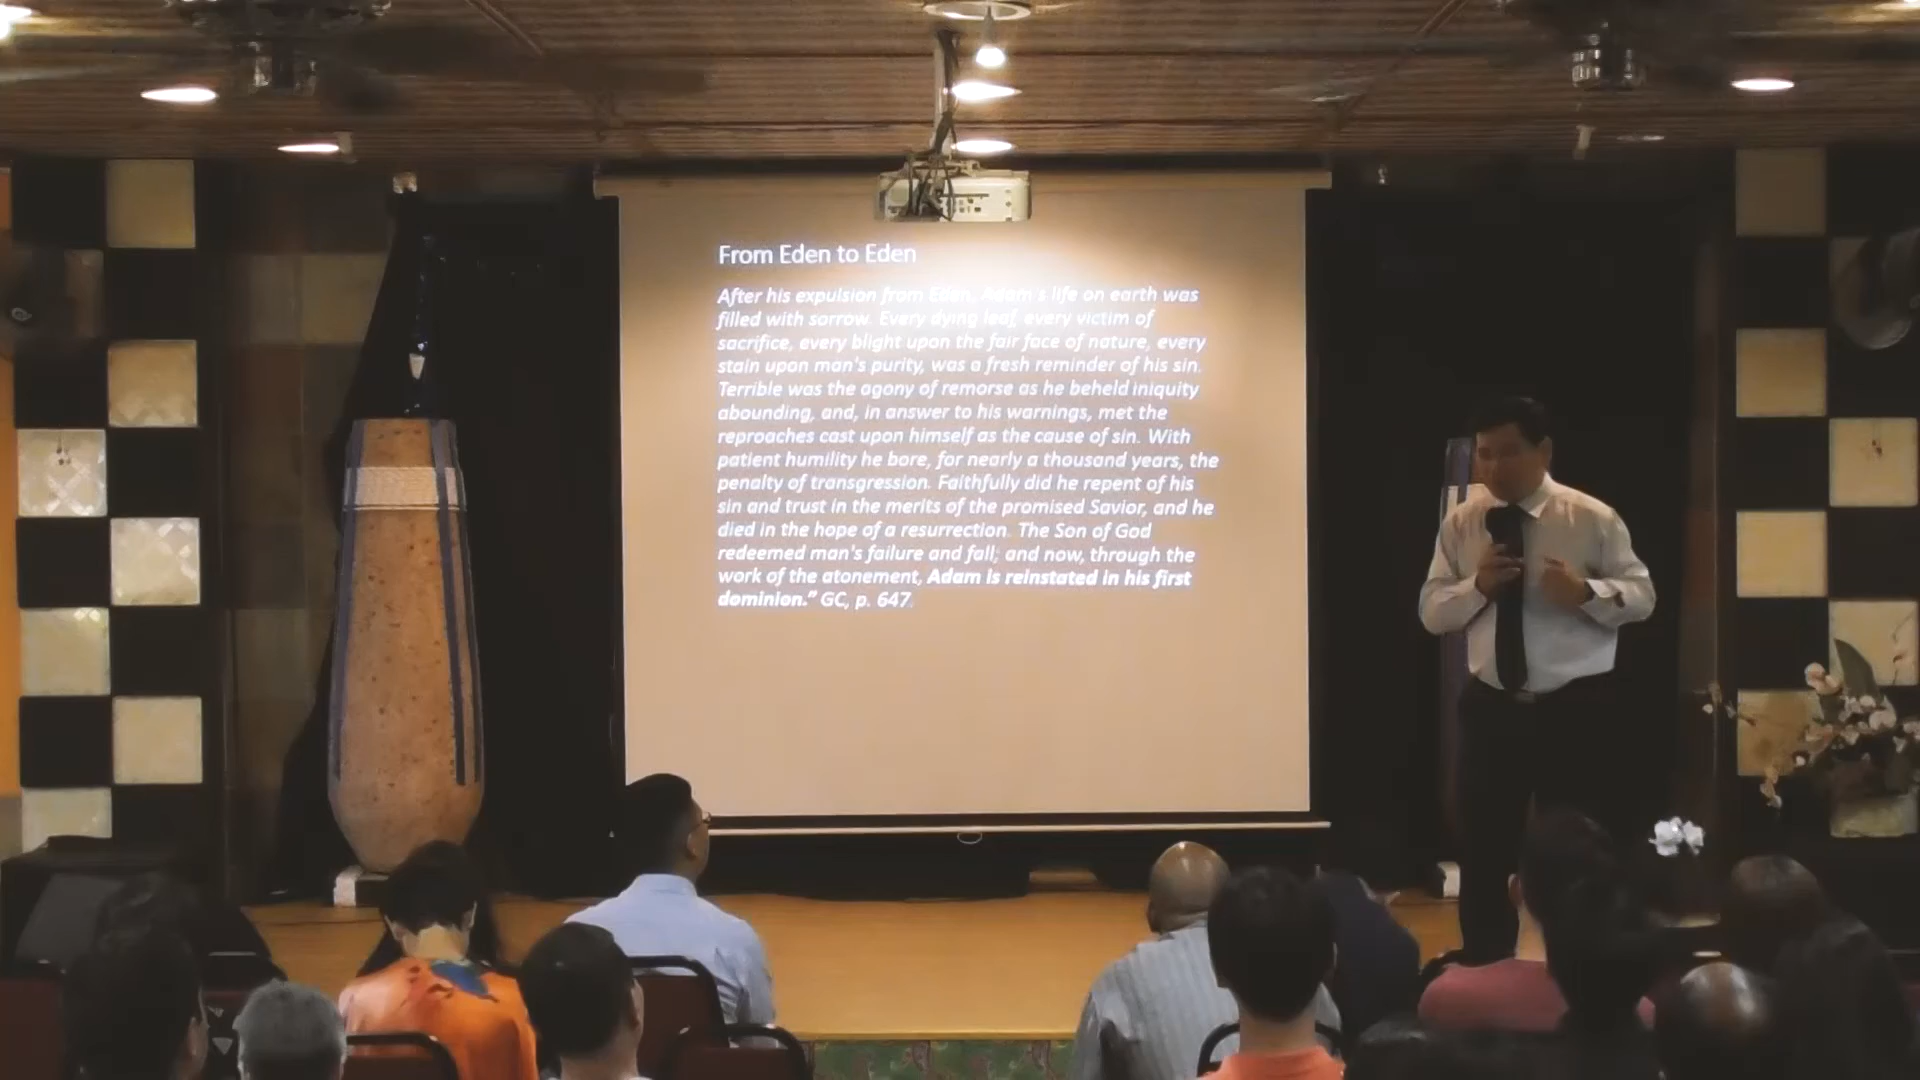 From Eden to Eden
After his expulsion from Eden, Adam's life on earth was
filled with sorrow. Every dying leaf, every victim of
sacrifice, every blight upon the fair face of nature, every
stain upon man's purity, was a fresh reminder of his sin.
Terrible was the agony of remorse as he beheld iniquity
abounding, and, in answer to his warnings, met the
reproaches cast upon himself as the cause of sin. With
patient humility he bore, for nearly a thousand years, the
penalty of transgression. Faithfully did he repent of his
sin and trust in the merits of the promised Savior, and he
died in the hope of a resurrection. The Son of God
redeemed man's failure and fall; and now, through the
work of the atonement, Adam is reinstated in his first
dominion.” GC, p. 647.